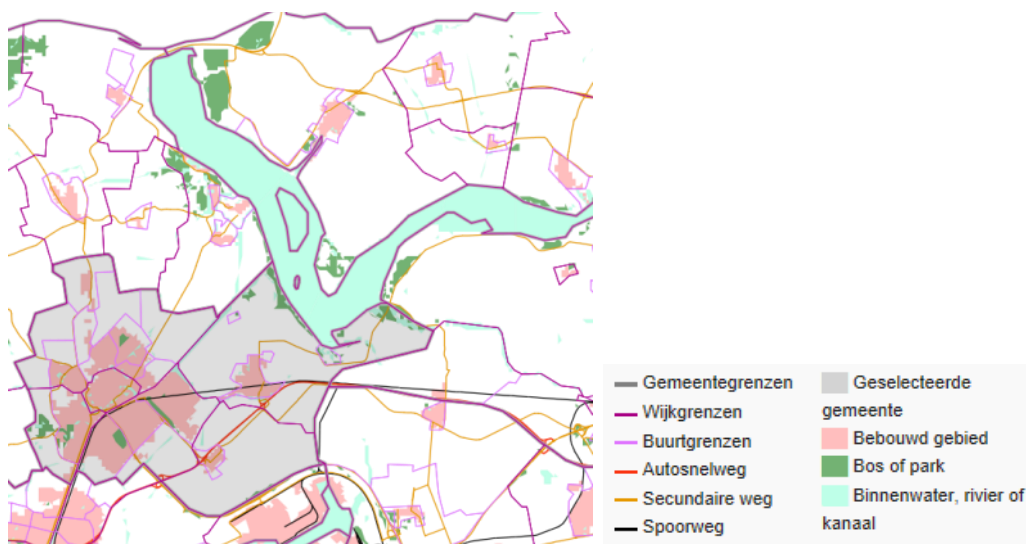 Gemeentegrenzen
Wijkgrenzen
Buurtgrenzen
Autosnelweg
Secundaire weg
Spoorweg
Geselecteerde
gemeente
Bebouwd gebied
Bos of park
Binnenwater, rivier of
kanaal